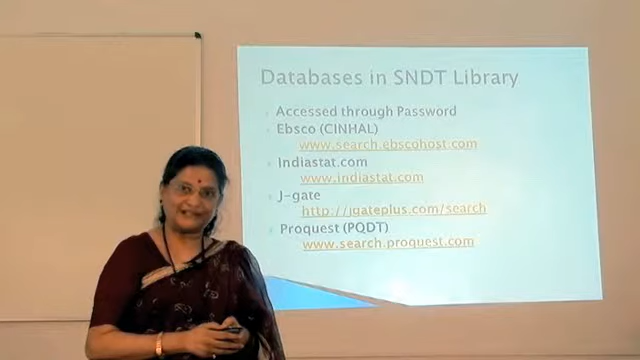 Databases in SNDT Library
Accessed through Password
Ebsco (CINHAL)
www.search.ebscohost.com
Indiastat.com
www.indiastat.com
J-gate
http://jgateplus.com/search
Proquest (PQDT)
www.search.proquest.com